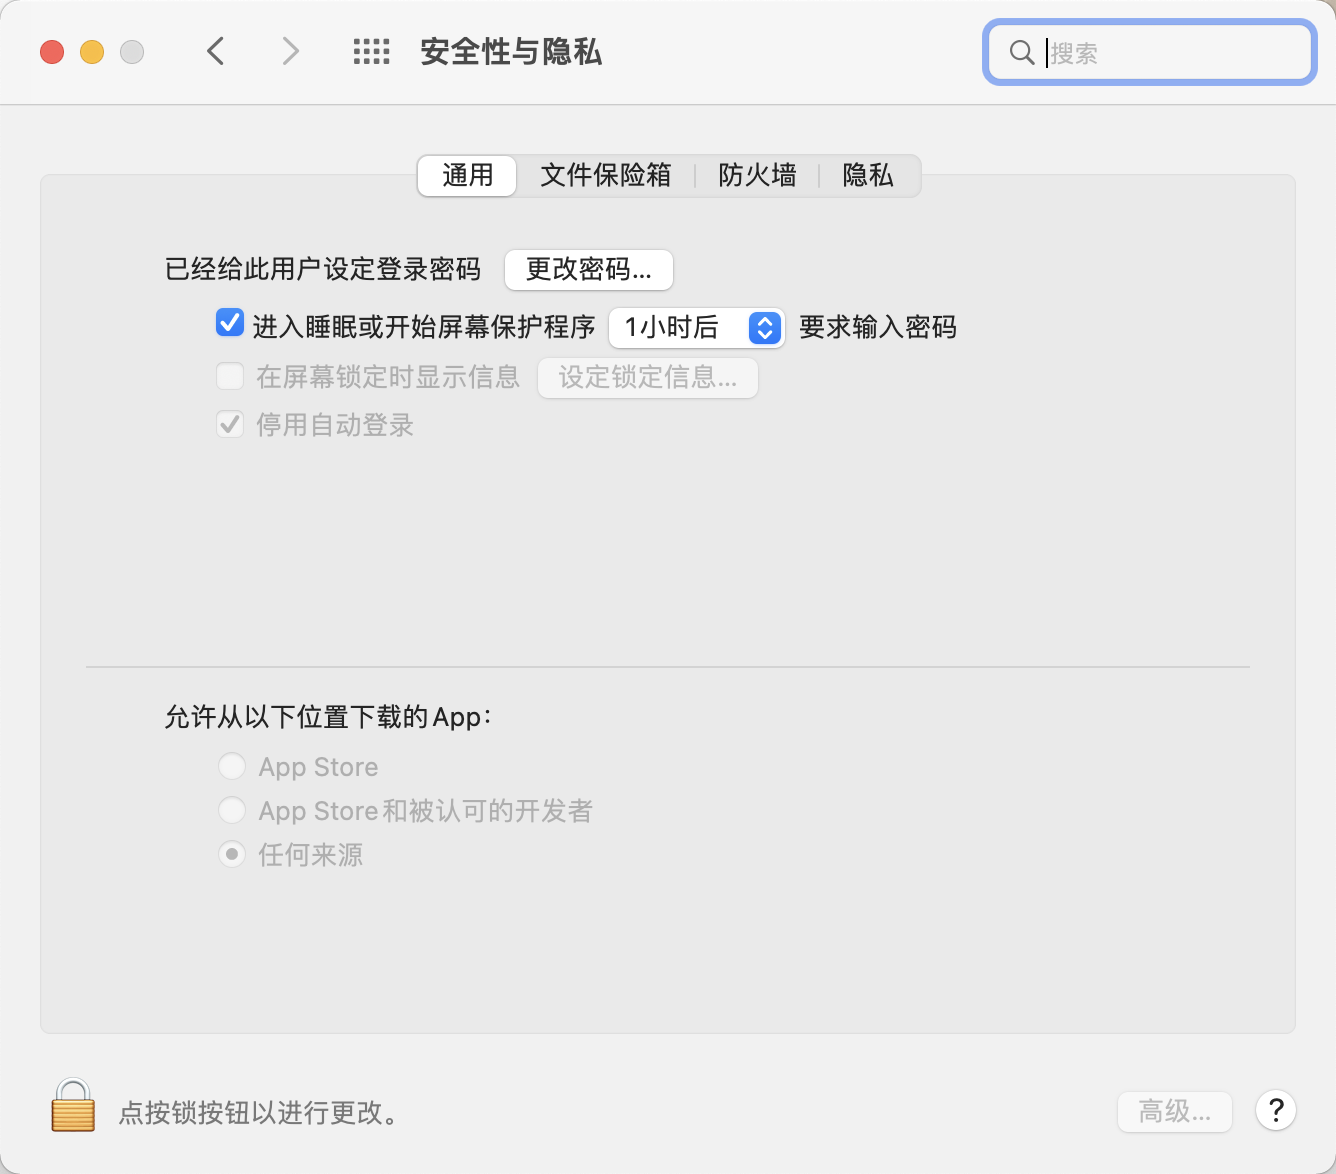 安全性与隐私
搜索
通用 文件保险箱 防火墙 隐私
已经给此用户设定登录密码 更改密码...
进入睡眠或开始屏幕保护程序 1小时后 要求输入密码
在屏幕锁定时显示信息 设定锁定信息...
停用自动登录
允许从以下位置下载的App：
App Store
App Store和被认可的开发者
任何来源
点按锁按钮以进行更改。
高级... ?